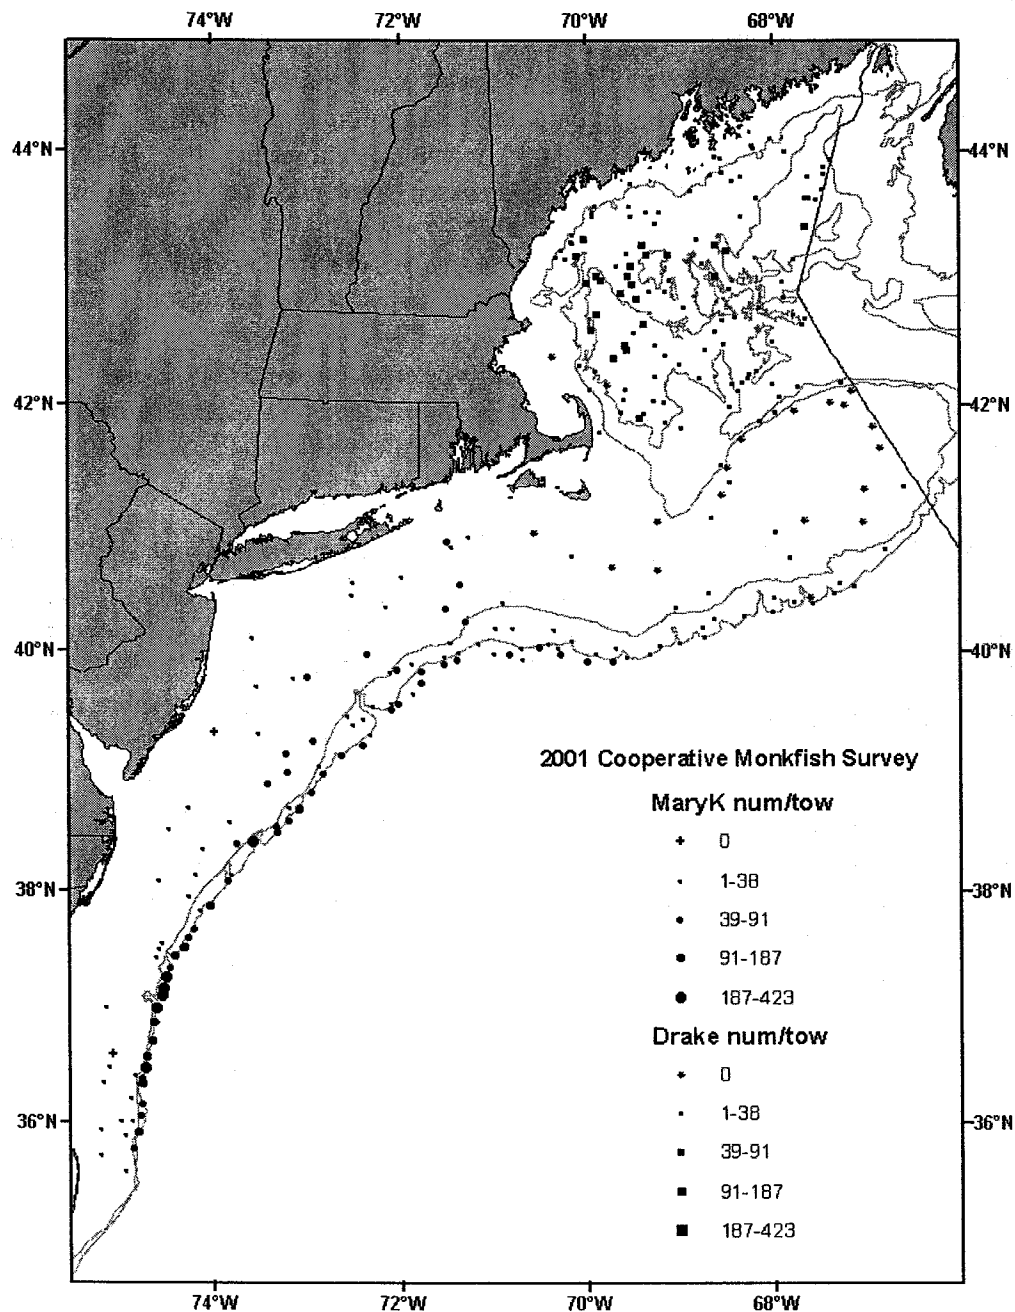 74°W 72°W 70°W 68°W
44°N 44°N
42°N 42°N
40°N 40°N
2001 Cooperative Monkfish Survey
MaryK num/tow
0
1-38
38°N 38°N
39-91
91-187
187-423
Drake num/tow
0
1-38
36°N 36°N
39-91
91-187
187-423
74°W 72°W 70°W 68°W